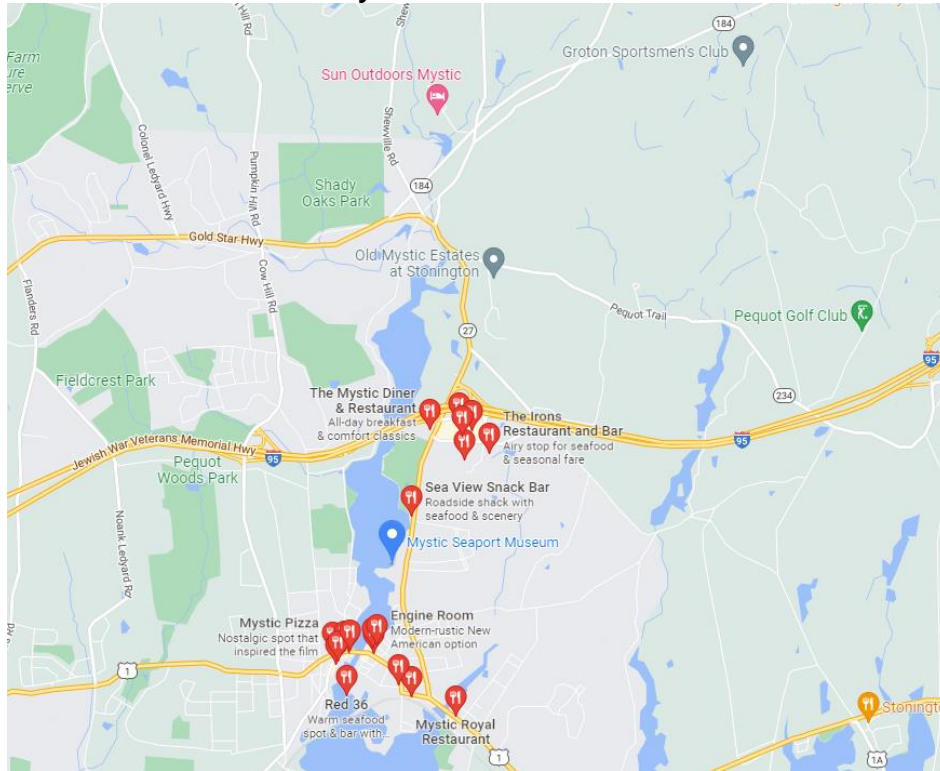 Groton Sportsmen's Club
184
Farm
Sun Outdoors Mystic
Hill Rd
Colonel Ledyard Hwy
Pumpkin Hill Rd
Shewville Rd
Shady
Oaks Park
184
Gold Star Hwy
Old Mystic Estates
at Stonington
Cow Hill Rd
Flanders Rd
Pequot Trail
Pequot Golf Club
27
95
Fieldcrest Park
The Mystic Diner
& Restaurant
All-day breakfast
& comfort classics
234
The Irons
Restaurant and Bar
Airy stop for seafood
& seasonal fare
95
Jewish War Veterans Memorial Hwy
95
Pequot
Woods Park
Sea View Snack Bar
Roadside shack with
seafood & scenery
Noank Ledyard Rd
Mystic Seaport Museum
Mystic Pizza
Nostalgic spot that
inspired the film
Engine Room
Modern-rustic New
American option
1
Red 36
Warm seafood
spot & bar with...
Mystic Royal
Restaurant
Stonington
1
1A